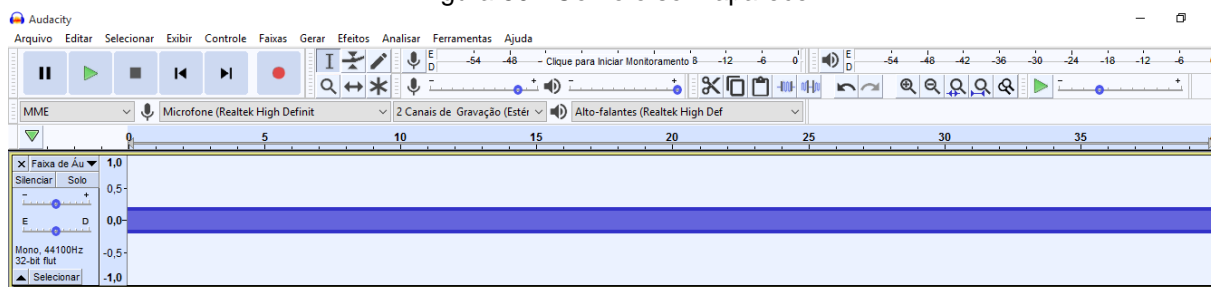 Audacity
Arquivo Editar Selecionar Exibir Controle Faixas Gerar Efeitos Analisar Ferramentas Ajuda
E D -54 -48 - Clique para Iniciar Monitoramento 8 -12 -6 0 E D -54 -48 -42 -36 -30 -24 -18 -12 -6
- + - + - +
MME Microfone (Realtek High Definit 2 Canais de Gravação (Estér Alto-falantes (Realtek High Def
0 5 10 15 20 25 30 35
X Faixa de Áu 1,0
Silenciar Solo
0,5
- +
E D 0,0
Mono, 44100Hz -0,5
32-bit flut
Selecionar -1,0